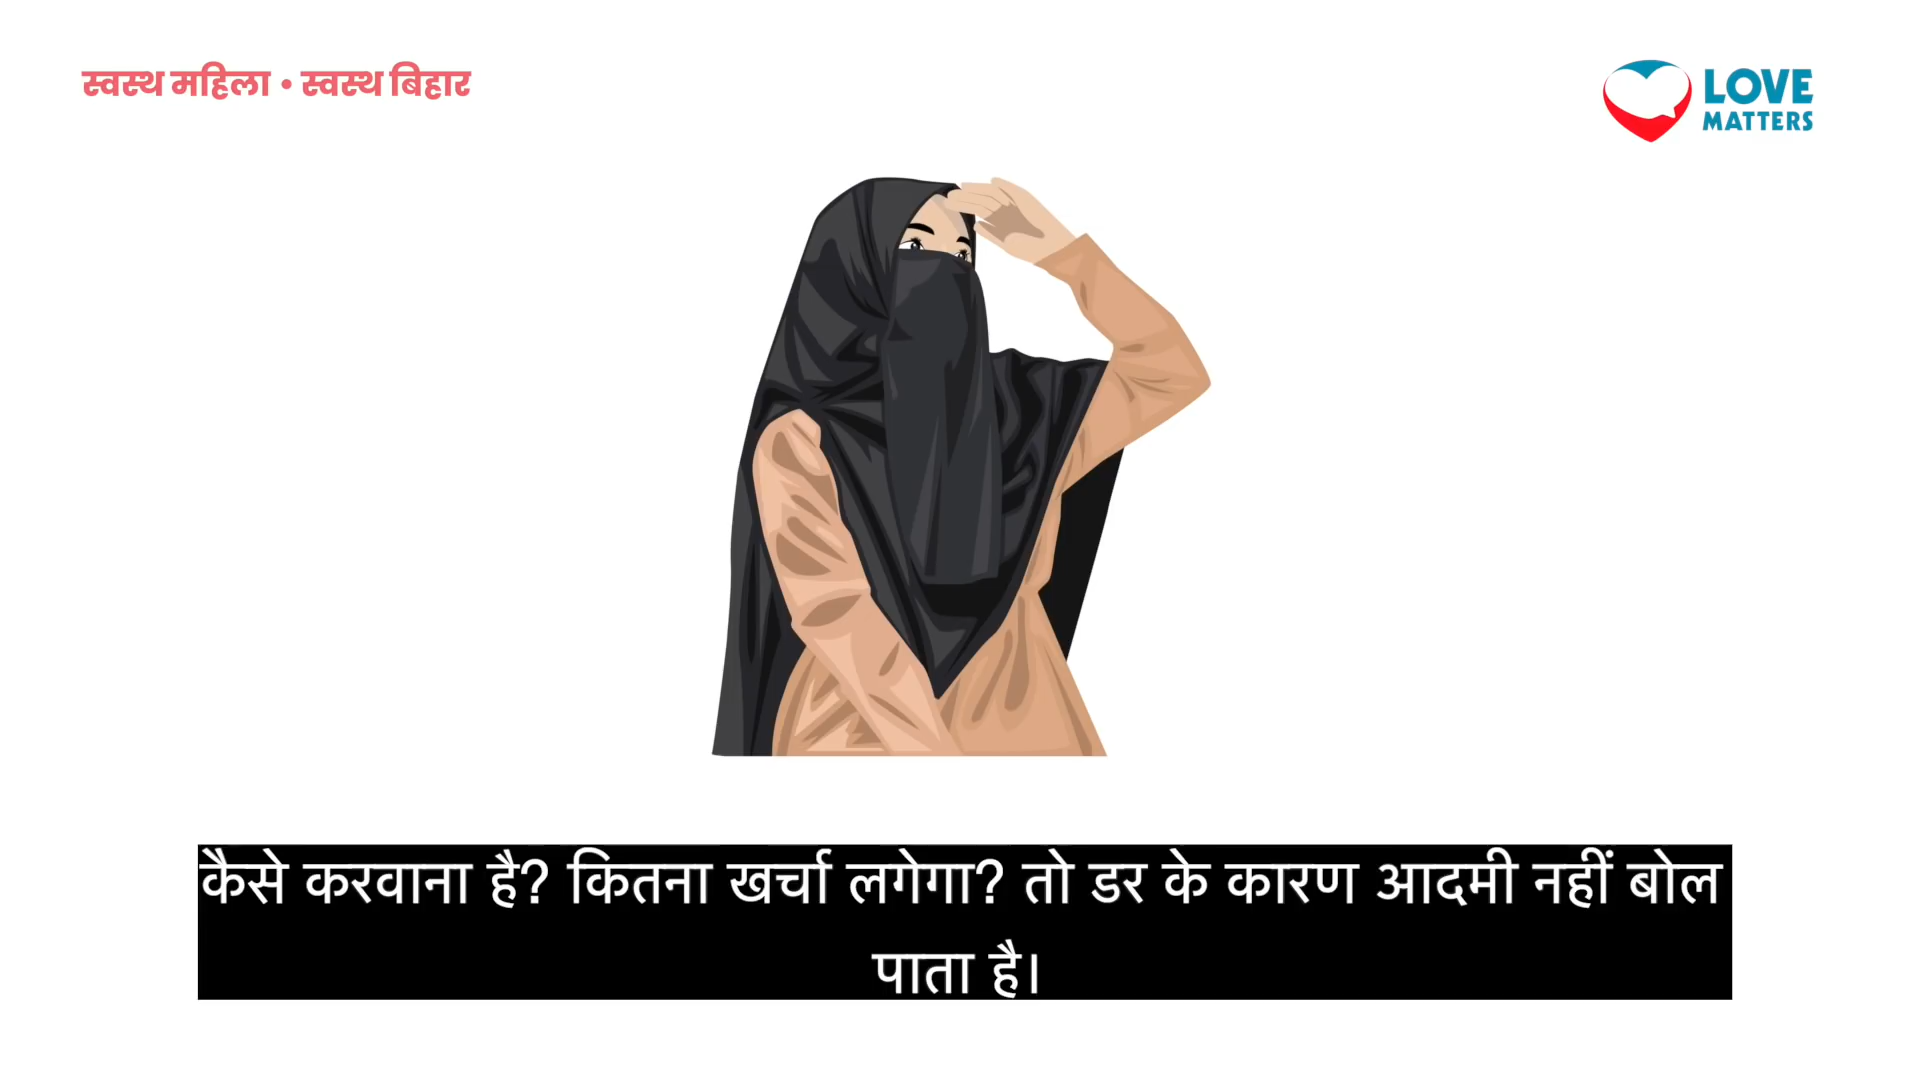 स्वस्थ महिला • स्वस्थ बिहार
LOVE
MATTERS
कैसे करवाना है? कितना खर्चा लगेगा? तो डर के कारण आदमी नहीं बोल
पाता है।